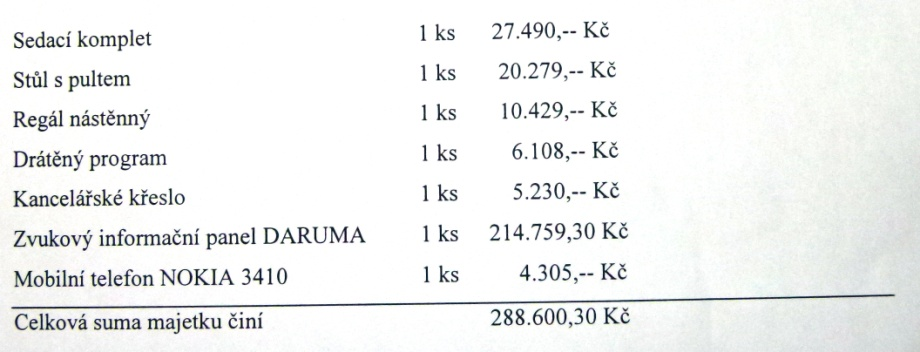 Sedací komplet 1 ks 27.490,-- Kč
Stůl s pultem 1 ks 20.279,-- Kč
Regál nástěnný 1 ks 10.429,-- Kč
Drátěný program 1 ks 6.108,-- Kč
Kancelářské křeslo 1 ks 5.230,-- Kč
Zvukový informační panel DARUMA 1 ks 214.759,30 Kč
Mobilní telefon NOKIA 3410 1 ks 4.305,-- Kč
Celková suma majetku činí 288.600,30 Kč